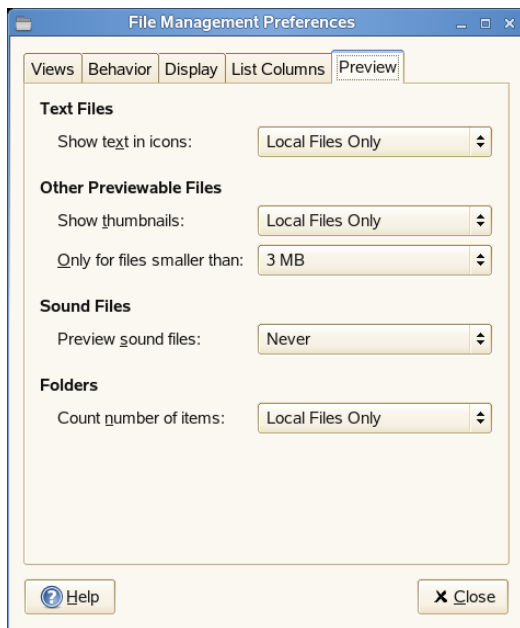 File Management Preferences
Views Behavior Display List Columns Preview
Text Files
Show text in icons: Local Files Only
Other Previewable Files
Show thumbnails: Local Files Only
Only for files smaller than: 3 MB
Sound Files
Preview sound files: Never
Folders
Count number of items: Local Files Only
Help Close